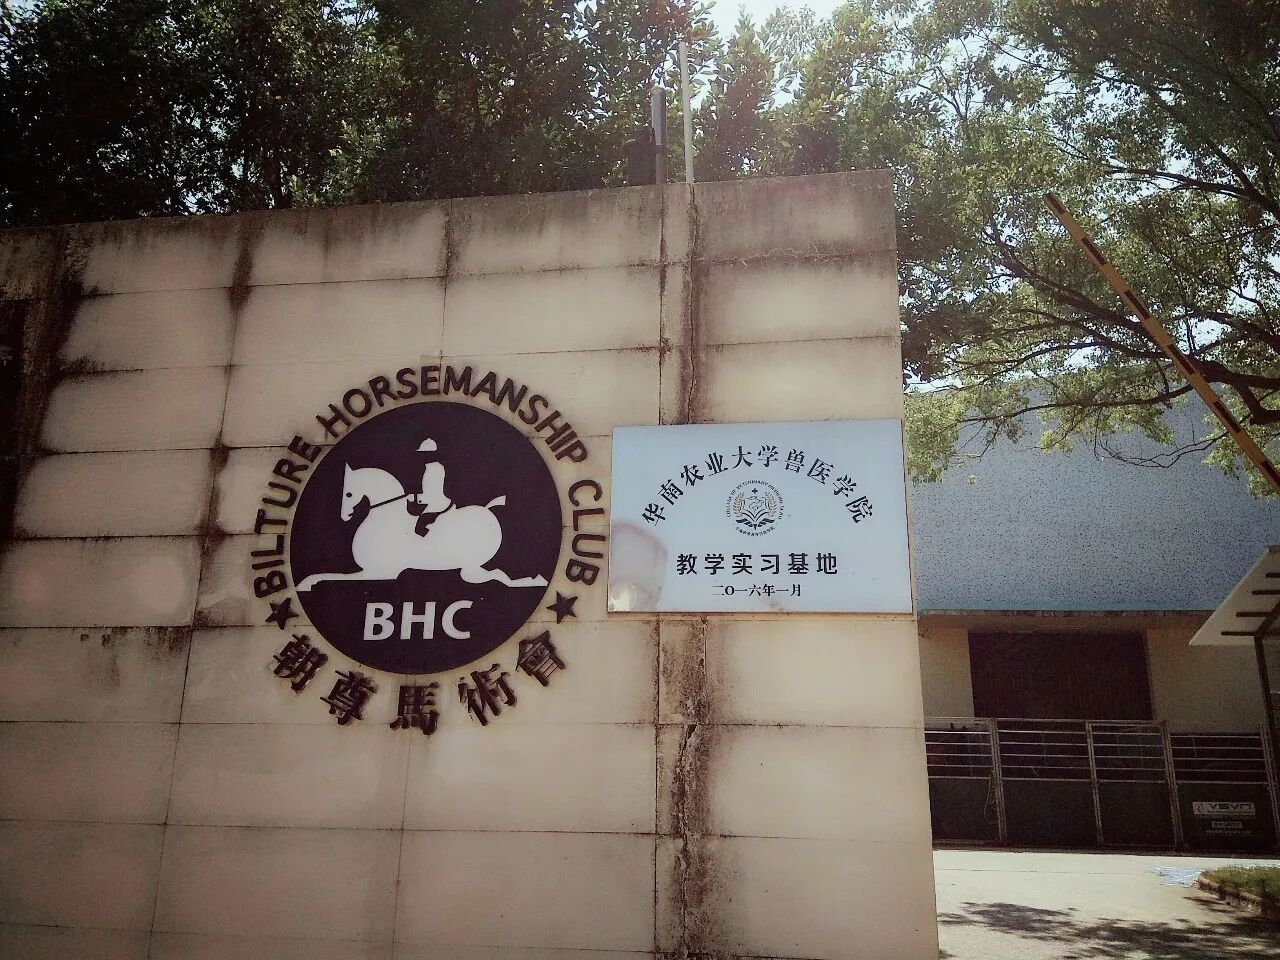 BILTURE HORSEMANSHIP CLUB
BHC
朝尊馬術會
华南农业大学兽医学院
教学实习基地
二O一六年一月